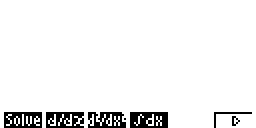 Solve d/dx d²/dx² ∫dx ▷